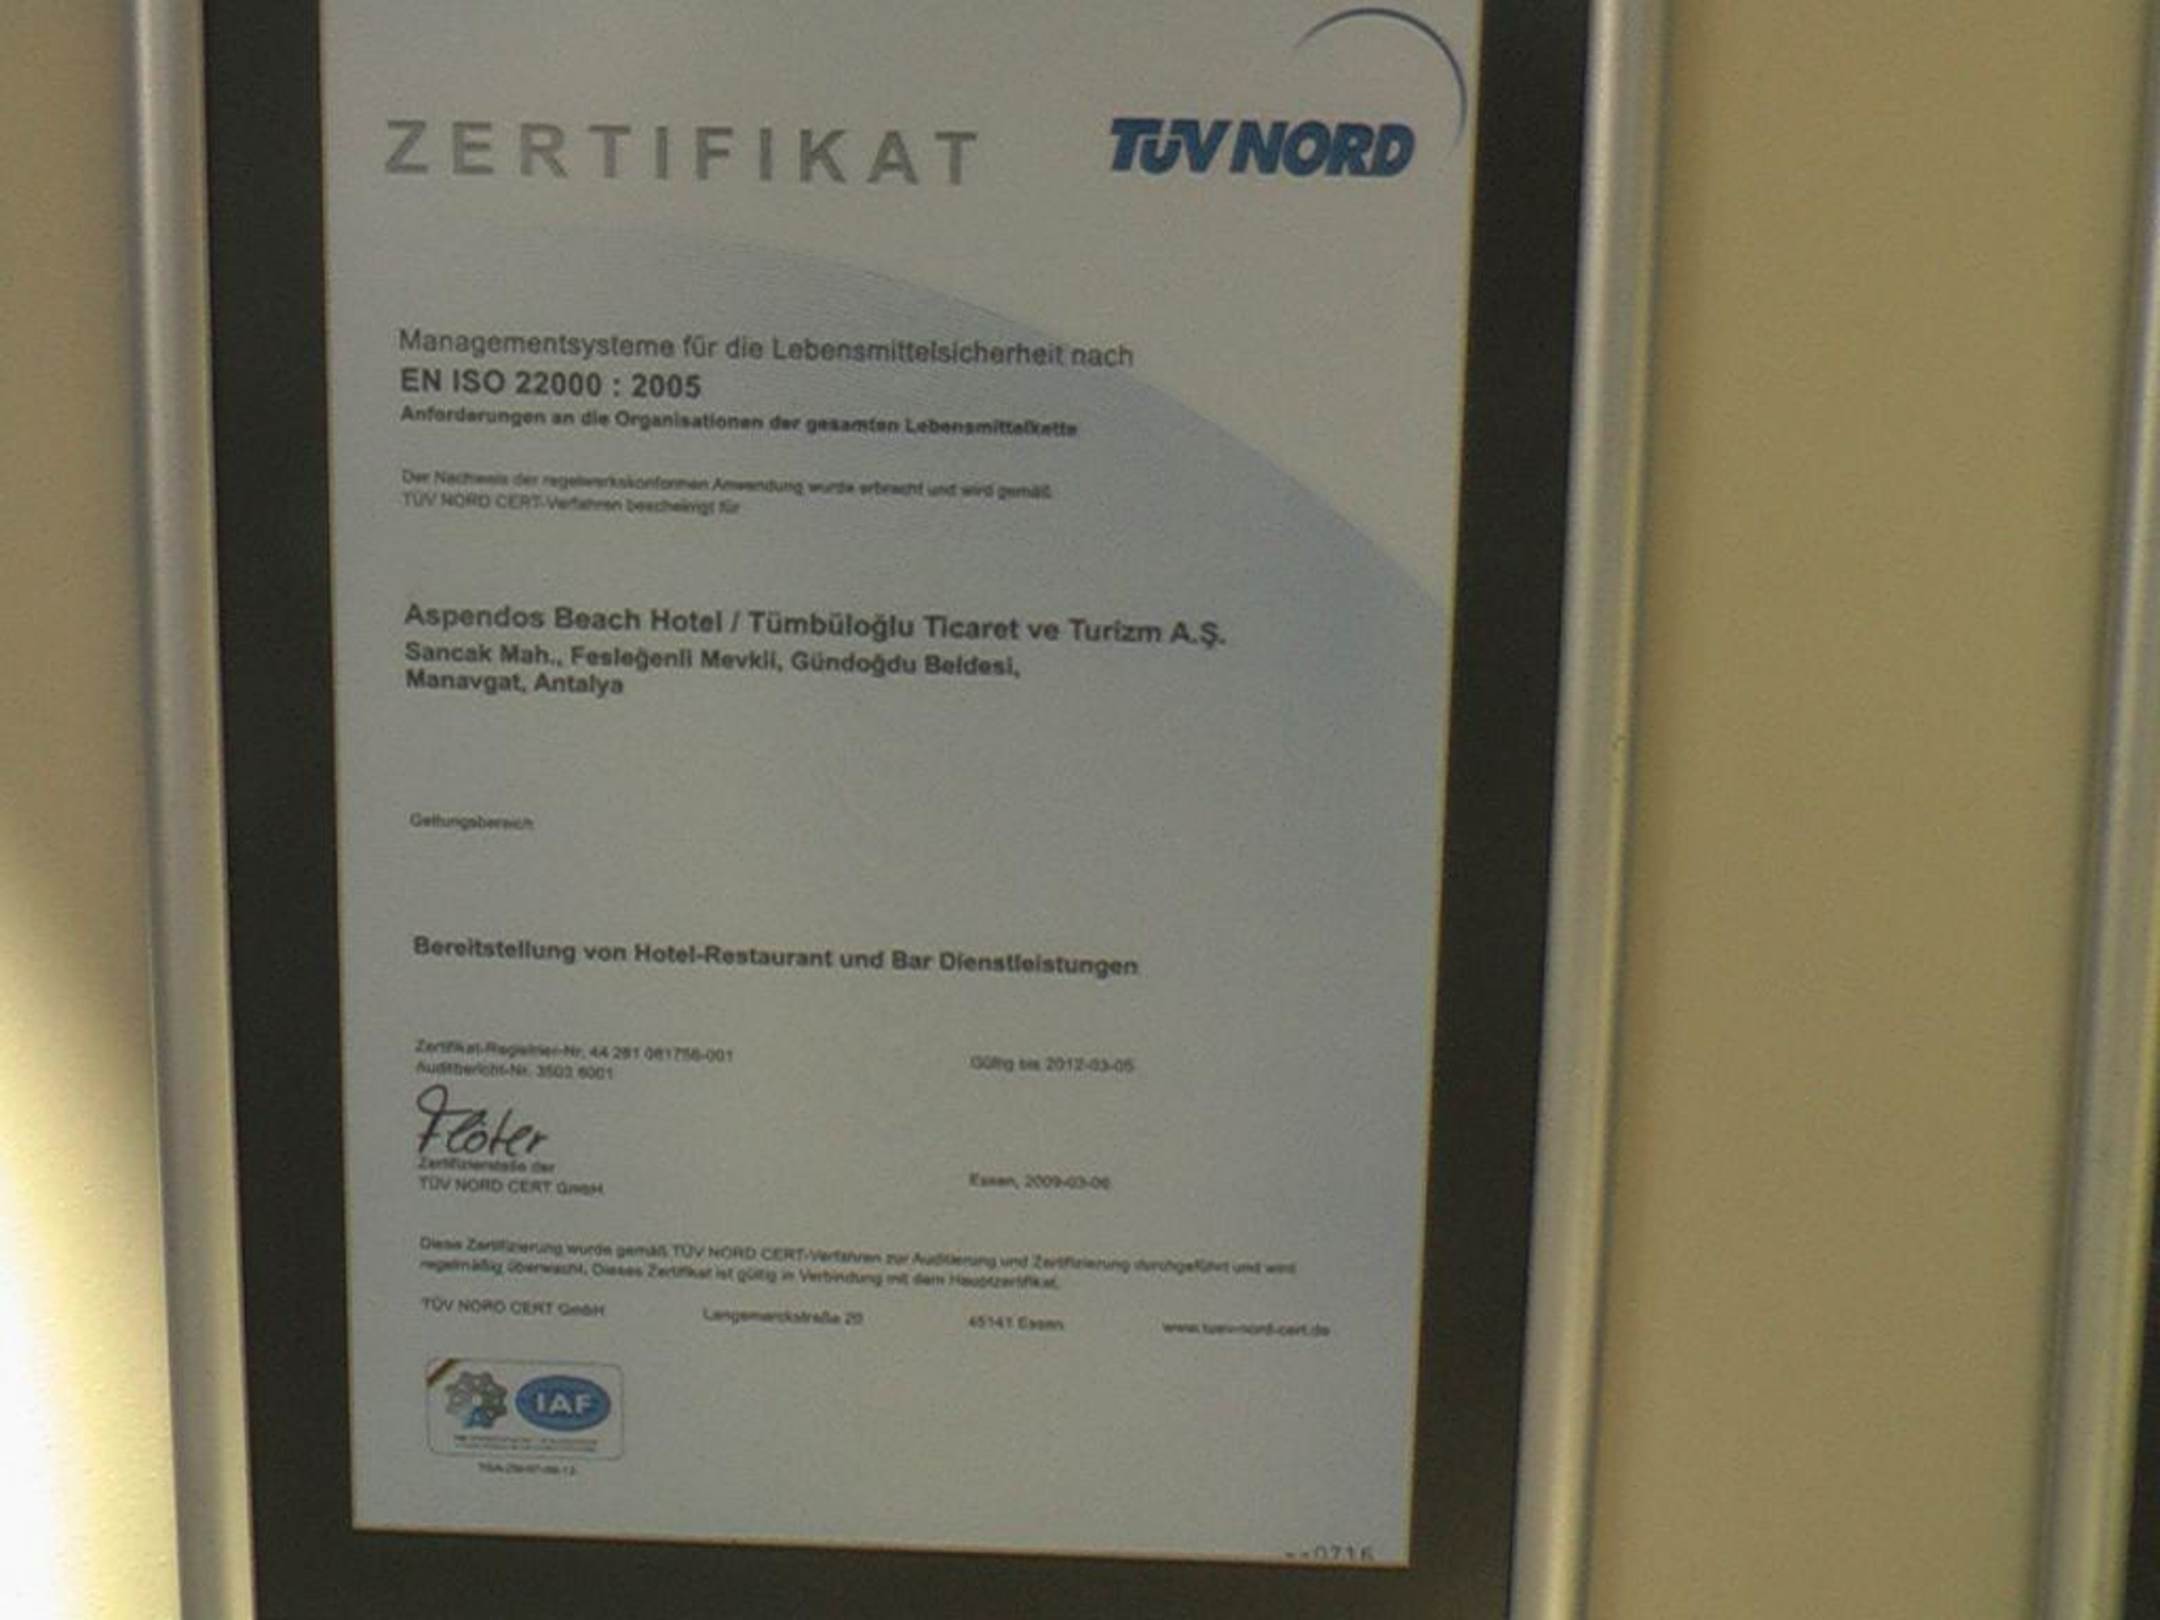 ZERTIFIKAT
TÜV NORD
Managementsysteme für die Lebensmittelsicherheit nach
EN ISO 22000 : 2005
Anforderungen an die Organisationen der gesamten Lebensmittelkette
Der Nachweis der regelwerkskonformen Anwendung wurde erbracht und wird gemäß
TÜV NORD CERT-Verfahren bescheinigt für
Aspendos Beach Hotel / Tümbüloğlu Ticaret ve Turizm A.Ş.
Sancak Mah., Fesleğenli Mevkii, Gündoğdu Beldesi,
Manavgat, Antalya
Geltungsbereich
Bereitstellung von Hotel-Restaurant und Bar Dienstleistungen
Zertifikat-Registrier-Nr. 44 281 081756-001
Auditbericht-Nr. 3503 6001
Gültig bis 2012-03-05
Flöter
Zertifizierstelle der
TÜV NORD CERT GmbH
Essen, 2009-03-06
Diese Zertifizierung wurde gemäß TÜV NORD CERT-Verfahren zur Auditierung und Zertifizierung durchgeführt und wird
regelmäßig überwacht. Dieses Zertifikat ist gültig in Verbindung mit dem Hauptzertifikat.
TÜV NORD CERT GmbH
Langemarckstraße 20
45141 Essen
www.tuev-nord-cert.de
IAF
0716